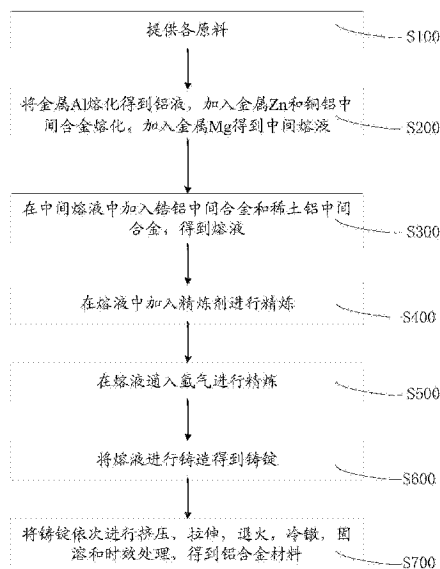 提供各原料
S100
将金属Al熔化得到铝液，加入金属Zn和铜铝中
间合金熔化，加入金属Mg得到中间熔液
S200
在中间熔液中加入锆铝中间合金和稀土铝中间
合金，得到熔液
S300
在熔液中加入精炼剂进行精炼
S400
在熔液通入氩气进行精炼
S500
将熔液进行铸造得到铸锭
S600
将铸锭依次进行挤压、拉伸，退火，冷镦，固
溶和时效处理，得到铝合金材料
S700